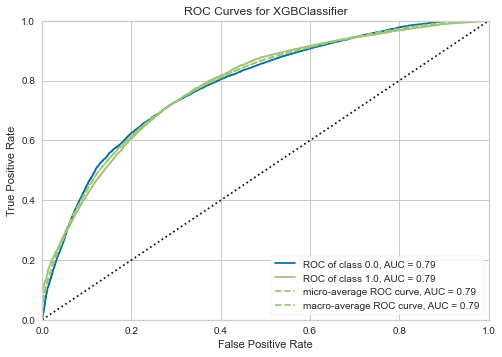 ROC Curves for XGBClassifier
1.0
0.8
0.6
0.4
0.2
0.0
True Positive Rate
ROC of class 0.0, AUC = 0.79
ROC of class 1.0, AUC = 0.79
micro-average ROC curve, AUC = 0.79
macro-average ROC curve, AUC = 0.79
0.0 0.2 0.4 0.6 0.8 1.0
False Positive Rate